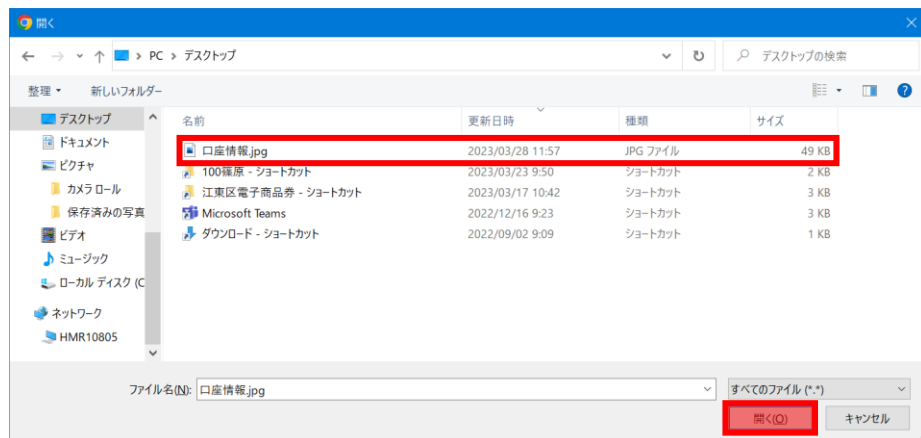 開く
PC > デスクトップ
デスクトップの検索
整理 新しいフォルダー
デスクトップ
ドキュメント
ピクチャ
カメラロール
保存済みの写真
ビデオ
ミュージック
ローカル ディスク (C
ネットワーク
HMR10805
名前 更新日時 種類 サイズ
口座情報.jpg 2023/03/28 11:57 JPG ファイル 49 KB
100篠原 - ショートカット 2023/03/23 9:50 ショートカット 2 KB
江東区電子商品券 - ショートカット 2023/03/17 10:42 ショートカット 3 KB
Microsoft Teams 2022/12/16 9:23 ショートカット 3 KB
ダウンロード - ショートカット 2022/09/02 9:09 ショートカット 1 KB
ファイル名(N): 口座情報.jpg すべてのファイル (*.*)
開く(O) キャンセル